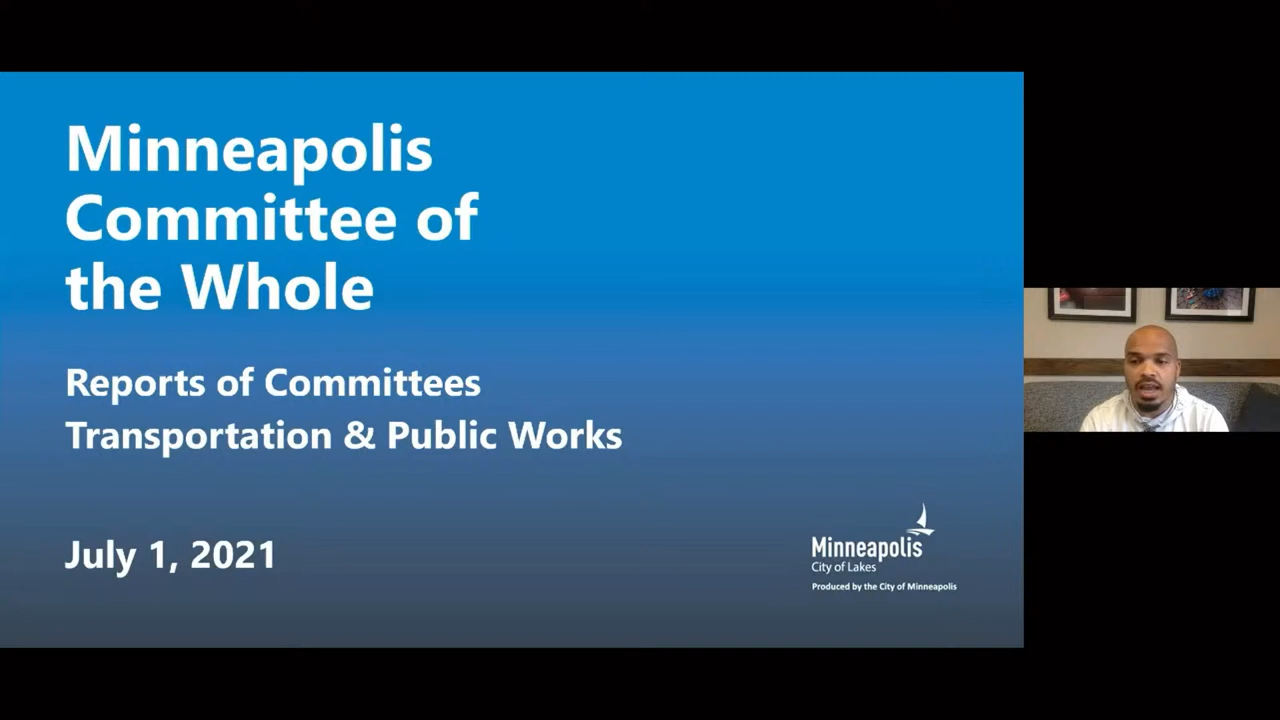 Minneapolis
Committee of
the Whole
Reports of Committees
Transportation & Public Works
July 1, 2021
Minneapolis
City of Lakes
Produced by the City of Minneapolis